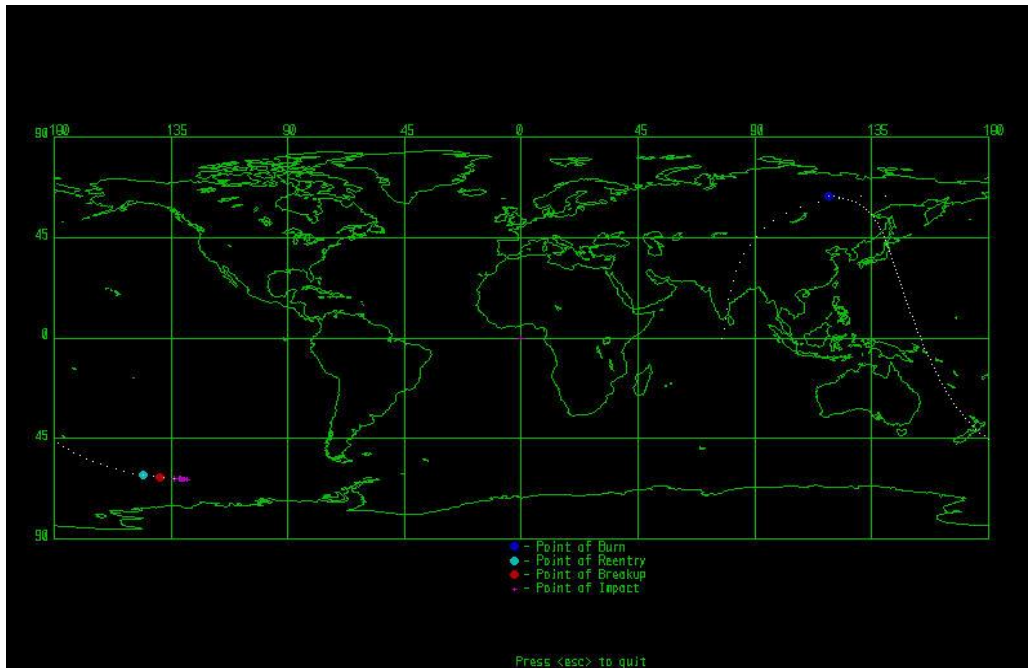 180 135 90 45 0 45 90 135 180
90
45
0
45
90
- Point of Burn
- Point of Reentry
- Point of Breakup
- Point of Impact
Press <esc> to quit